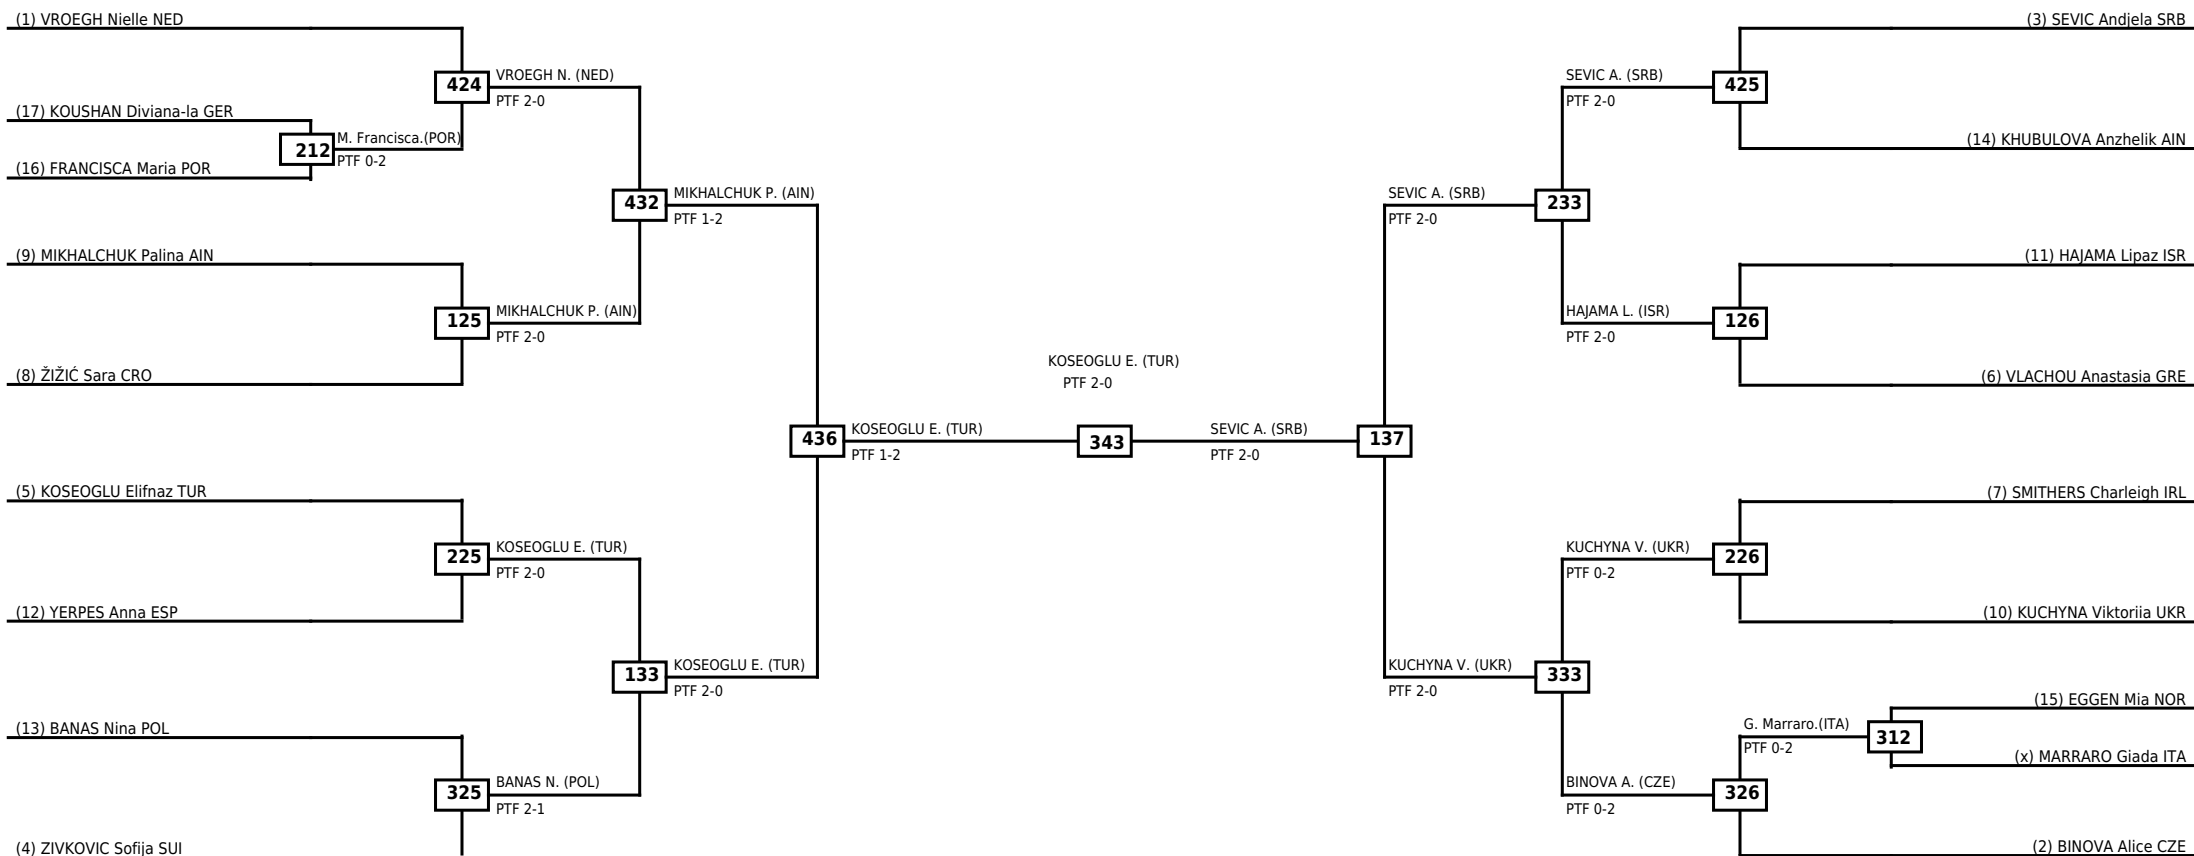 (1) VROEGH Nielle NED
(3) SEVIC Andjela SRB
424
VROEGH N. (NED)
PTF 2-0
SEVIC A. (SRB)
PTF 2-0
425
(17) KOUSHAN Diviana-la GER
212
M. Francisca.(POR)
PTF 0-2
(16) FRANCISCA Maria POR
(14) KHUBULOVA Anzhelik AIN
432
MIKHALCHUK P. (AIN)
PTF 1-2
SEVIC A. (SRB)
PTF 2-0
233
(9) MIKHALCHUK Palina AIN
(11) HAJAMA Lipaz ISR
125
MIKHALCHUK P. (AIN)
PTF 2-0
HAJAMA L. (ISR)
PTF 2-0
126
(8) ŽIŽIĆ Sara CRO
(6) VLACHOU Anastasia GRE
KOSEOGLU E. (TUR)
PTF 2-0
436
KOSEOGLU E. (TUR)
PTF 1-2
343
SEVIC A. (SRB)
PTF 2-0
137
(5) KOSEOGLU Elifnaz TUR
(7) SMITHERS Charleigh IRL
225
KOSEOGLU E. (TUR)
PTF 2-0
KUCHYNA V. (UKR)
PTF 0-2
226
(12) YERPES Anna ESP
(10) KUCHYNA Viktoriia UKR
133
KOSEOGLU E. (TUR)
PTF 2-0
KUCHYNA V. (UKR)
PTF 2-0
333
(13) BANAS Nina POL
(15) EGGEN Mia NOR
G. Marraro.(ITA)
PTF 0-2
312
(x) MARRARO Giada ITA
325
BANAS N. (POL)
PTF 2-1
BINOVA A. (CZE)
PTF 0-2
326
(4) ZIVKOVIC Sofija SUI
(2) BINOVA Alice CZE